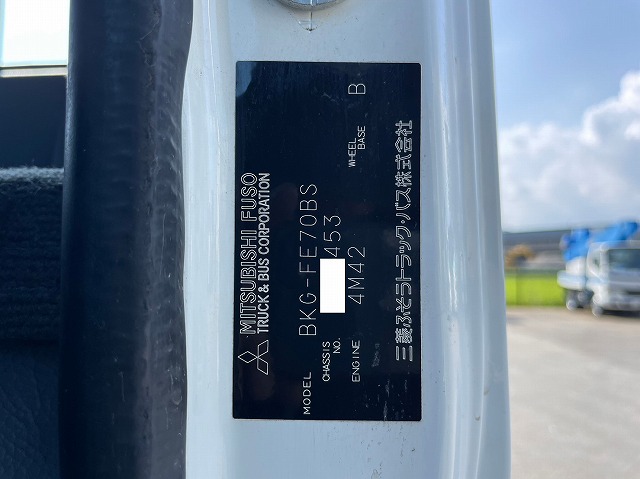 MITSUBISHI FUSO
TRUCK & BUS CORPORATION
MODEL BKG-FE70BS
CHASSIS NO. 453
ENGINE 4M42 WHEEL BASE B
三菱ふそうトラック・バス株式会社